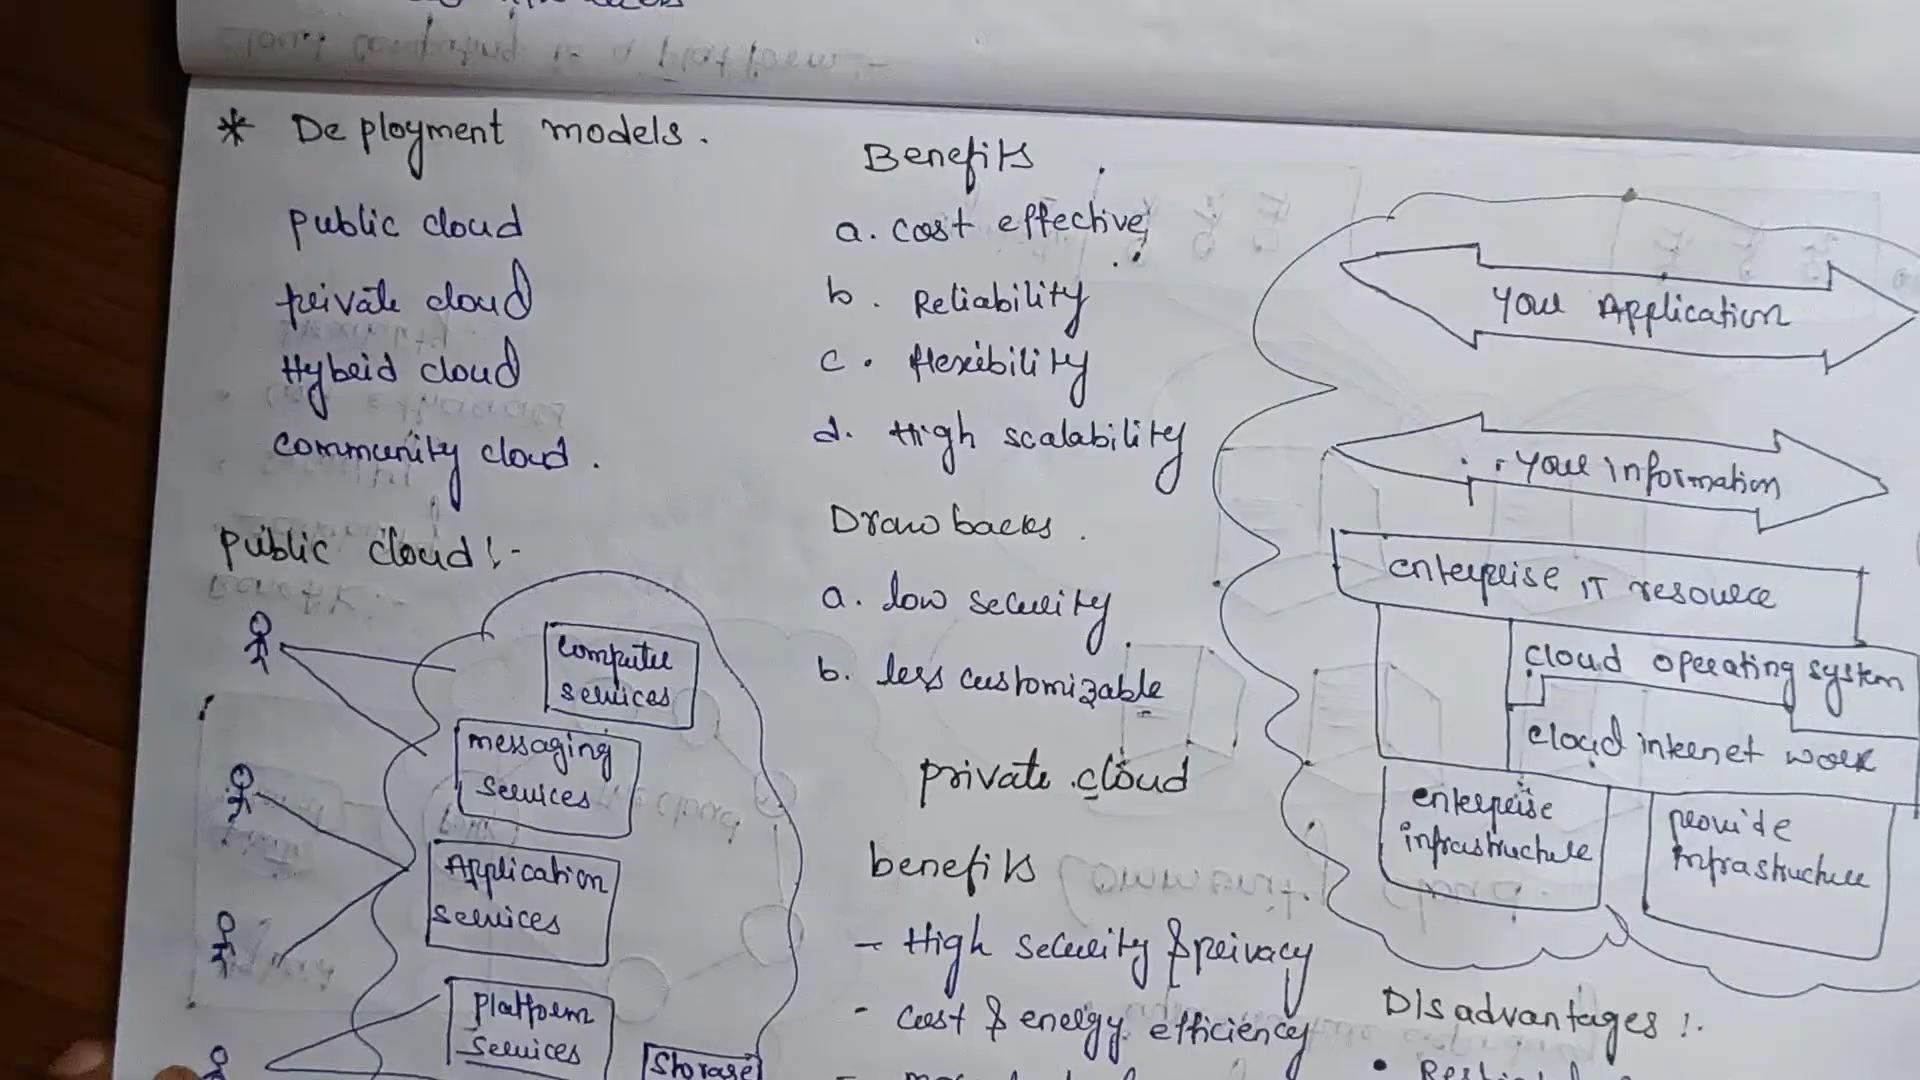 * Deployment models.
public cloud
private cloud
Hybrid cloud
community cloud.
public cloud :-
computer
services
messaging
services
Application
services
platform
services
Storage
Benefits
a. cost effective
b. Reliability
c. flexibility
d. High scalability
Drawbacks.
a. low security
b. less customizable
private cloud
benefits
- High security & privacy
- cost & energy efficiency
your Application
your information
enterprise IT resource
cloud operating system
cloud internet work
enterprise
infrastructure
provide
infrastructure
Disadvantages :-